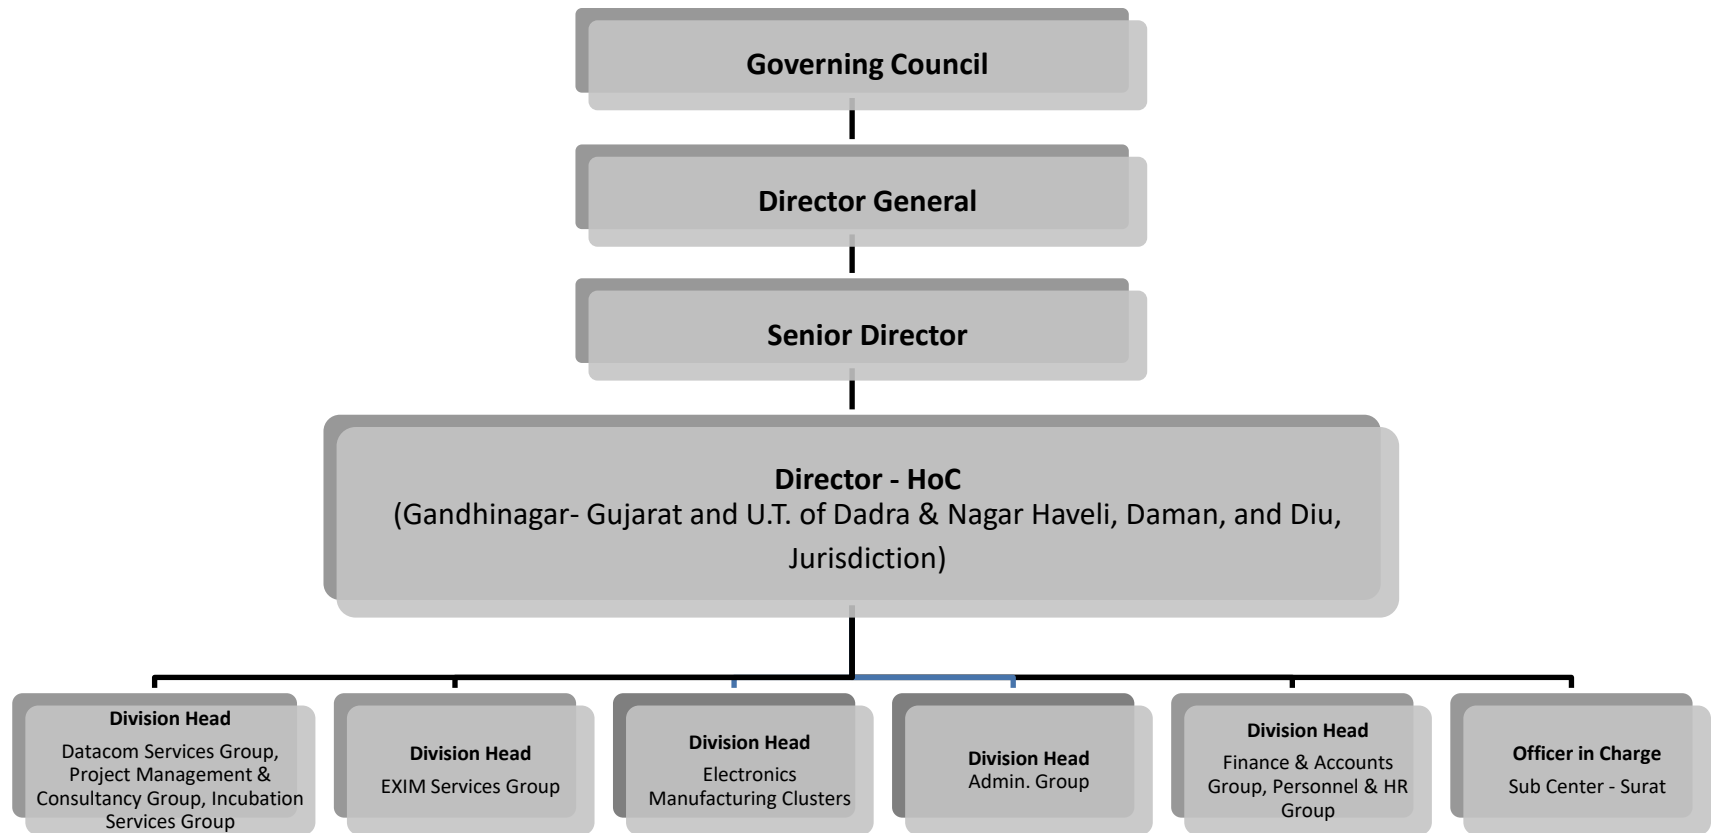 Governing Council
Director General
Senior Director
Director - HoC
(Gandhinagar- Gujarat and U.T. of Dadra & Nagar Haveli, Daman, and Diu,
Jurisdiction)
Division Head
Datacom Services Group,
Project Management &
Consultancy Group, Incubation
Services Group
Division Head
EXIM Services Group
Division Head
Electronics
Manufacturing Clusters
Division Head
Admin. Group
Division Head
Finance & Accounts
Group, Personnel & HR
Group
Officer in Charge
Sub Center - Surat